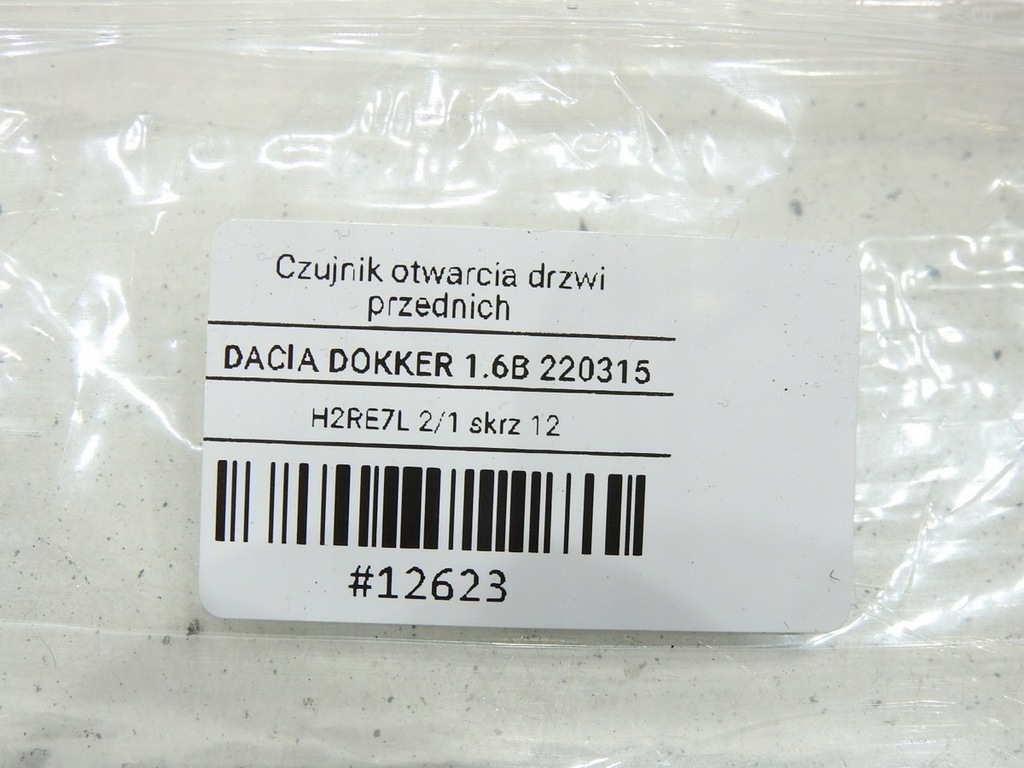 Czujnik otwarcia drzwi
przednich
DACIA DOKKER 1.6B 220315
H2RE7L 2/1 skrz 12
#12623